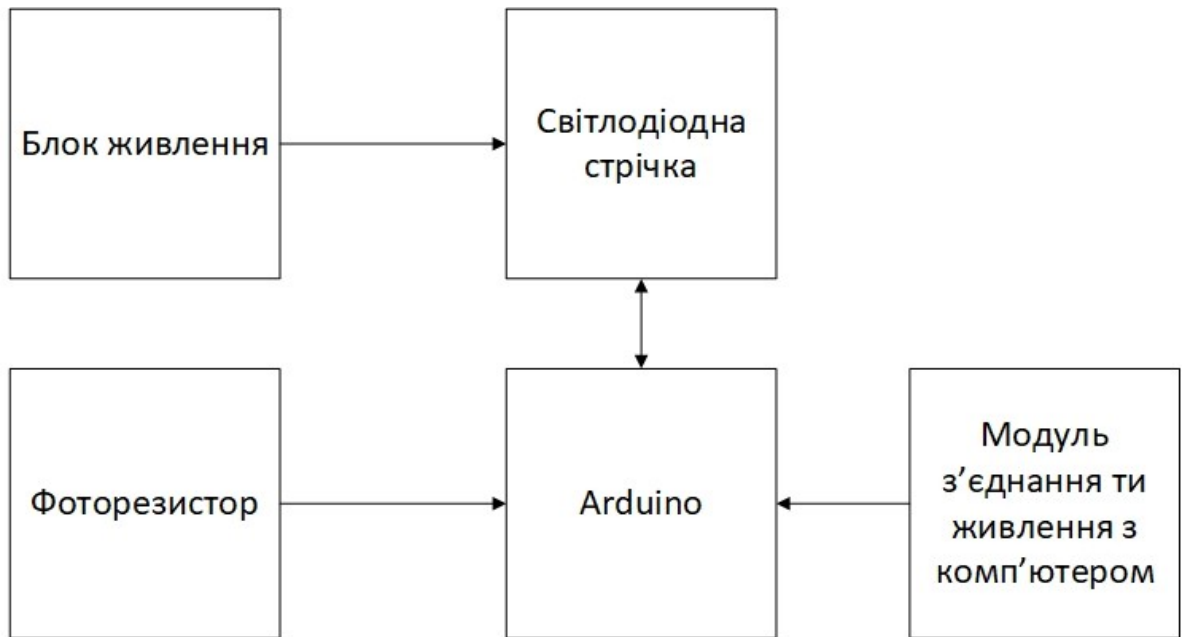 Блок живлення
Світлодіодна
стрічка
Фоторезистор
Arduino
Модуль
з’єднання ти
живлення з
комп’ютером